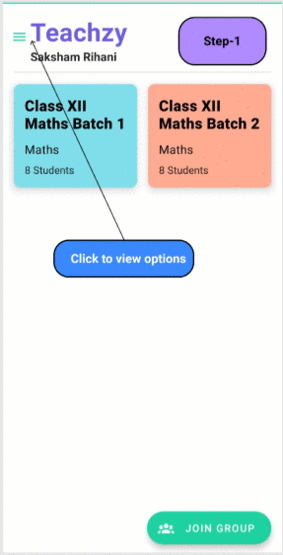 Teachzy
Step-1
Saksham Rihani
Class XII
Maths Batch 1
Maths
8 Students
Class XII
Maths Batch 2
Maths
8 Students
Click to view options
JOIN GROUP